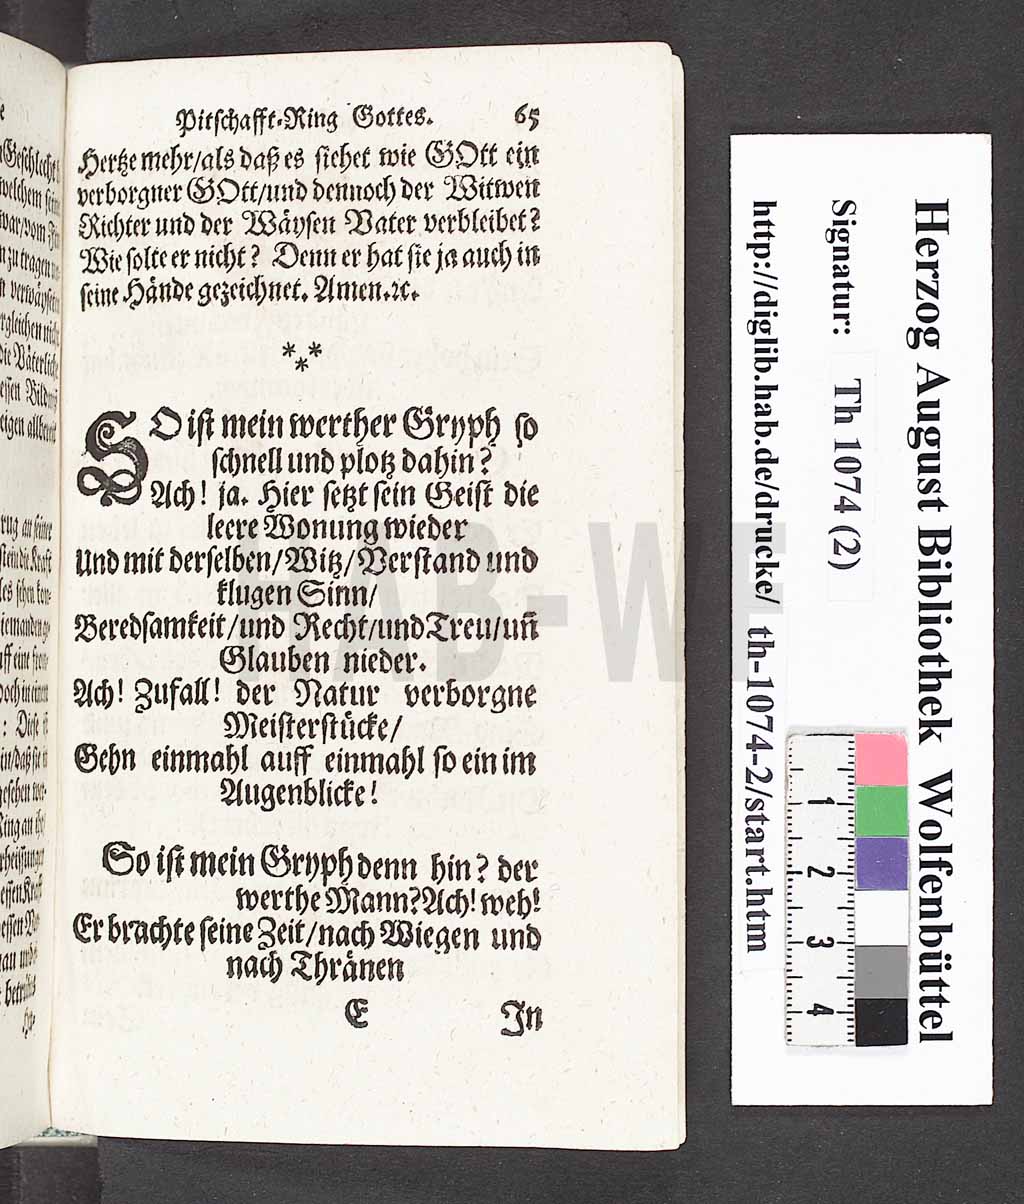 Pitschafft-Ring Gottes. 65
Hertze mehr/als daß es siehet wie GOtt ein
verborgner GOtt/und dennoch der Witwen
Richter und der Wäysen Vater verbleibet?
Wie solte er nicht? Denn er hat sie ja auch in
seine Hände gezeichnet. Amen.ꝛc.
***
SO ist mein werther Gryph so
schnell und plotz dahin?
Ach! ja. Hier setzt sein Geist die
leere Wonung wieder
Und mit derselben/Witz/Verstand und
klugen Sinn/
Beredsamkeit/und Recht/und Treu/uñ
Glauben nieder.
Ach! Zufall! der Natur verborgne
Meisterstücke/
Gehn einmahl auff einmahl so ein im
Augenblicke!
So ist mein Gryph denn hin? der
werthe Mann? Ach! weh!
Er brachte seine Zeit/nach Wiegen und
nach Thränen
E In
HAB-WF
Herzog August Bibliothek Wolfenbüttel
Signatur: Th 1074 (2)
http://diglib.hab.de/drucke/ th-1074-2/start.htm
1
2
3
4